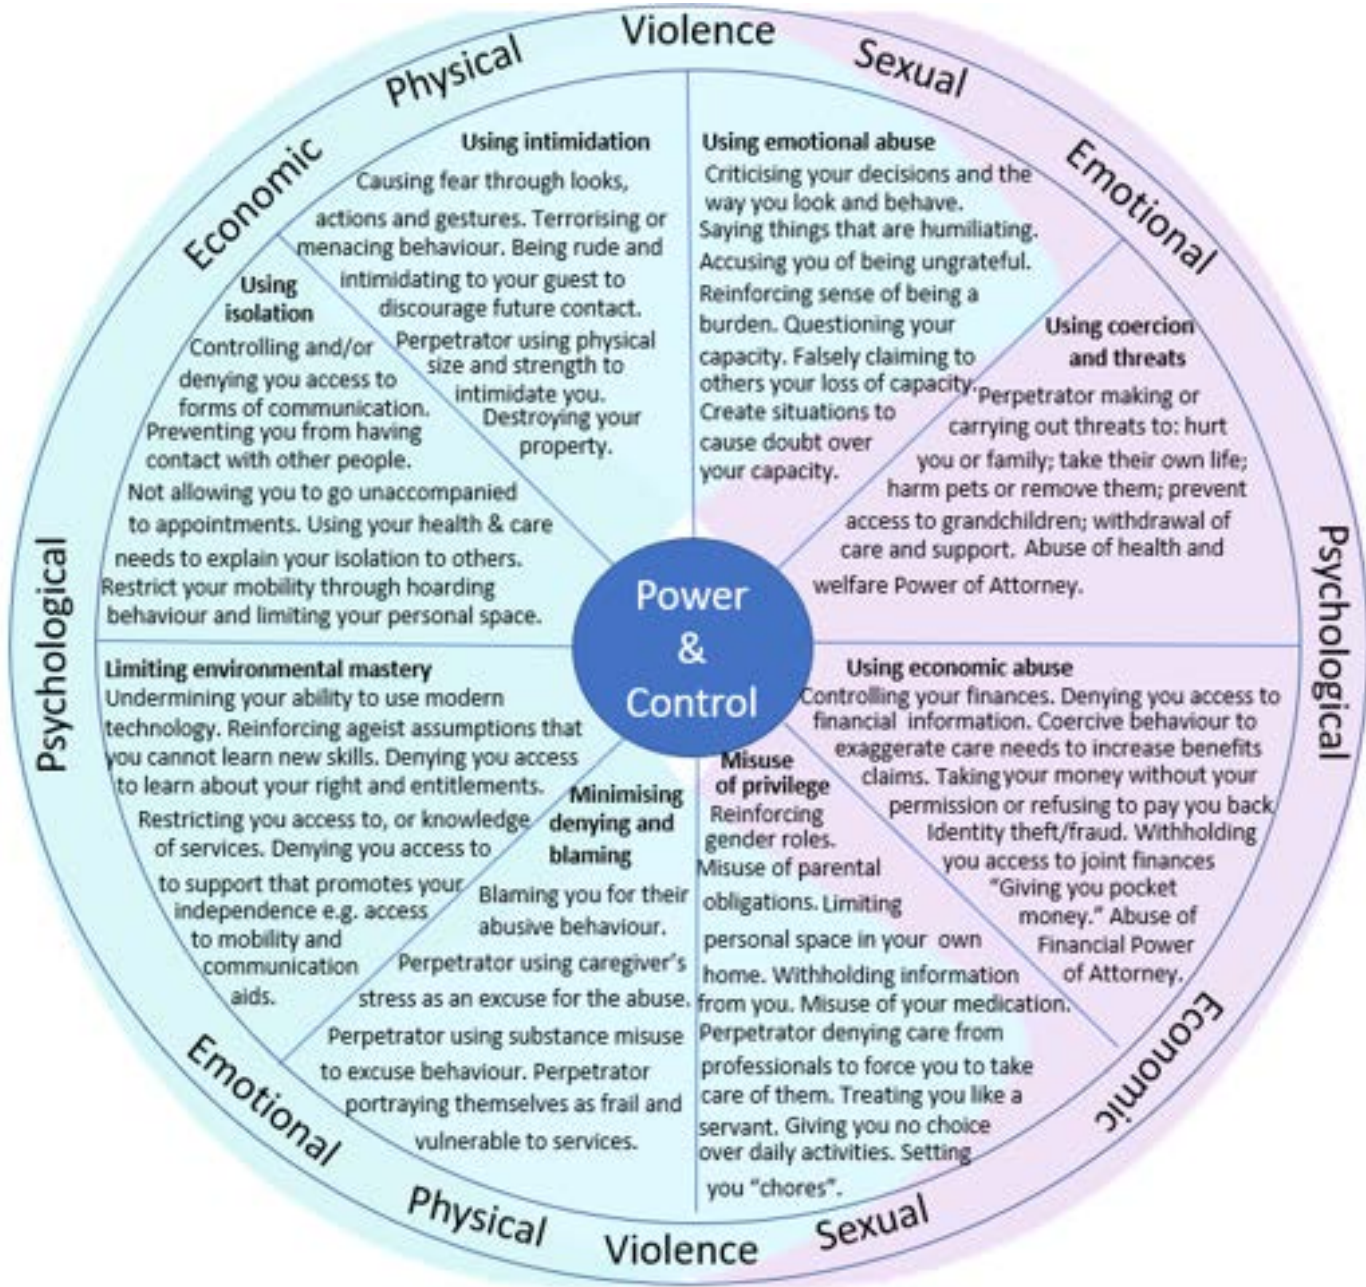 Violence
Sexual
Emotional
Psychological
Economic
Sexual
Violence
Physical
Emotional
Psychological
Economic
Physical
Using intimidation
Causing fear through looks,
actions and gestures. Terrorising or
menacing behaviour. Being rude and
intimidating to your guest to
discourage future contact.
Perpetrator using physical
size and strength to
intimidate you.
Destroying your
property.
Using emotional abuse
Criticising your decisions and the
way you look and behave.
Saying things that are humiliating.
Accusing you of being ungrateful.
Reinforcing sense of being a
burden. Questioning your
capacity. Falsely claiming to
others your loss of capacity.
Create situations to
cause doubt over
your capacity.
Using coercion
and threats
Perpetrator making or
carrying out threats to: hurt
you or family; take their own life;
harm pets or remove them; prevent
access to grandchildren; withdrawal of
care and support. Abuse of health and
welfare Power of Attorney.
Using economic abuse
Controlling your finances. Denying you access to
financial information. Coercive behaviour to
exaggerate care needs to increase benefits
claims. Taking your money without your
permission or refusing to pay you back
Identity theft/fraud. Withholding
you access to joint finances
“Giving you pocket
money.” Abuse of
Financial Power
of Attorney.
Misuse
of privilege
Reinforcing
gender roles.
Misuse of parental
obligations. Limiting
personal space in your own
home. Withholding information
from you. Misuse of your medication.
Perpetrator denying care from
professionals to force you to take
care of them. Treating you like a
servant. Giving you no choice
over daily activities. Setting
you “chores”.
Minimising
denying and
blaming
Blaming you for their
abusive behaviour.
Perpetrator using caregiver’s
stress as an excuse for the abuse.
Perpetrator using substance misuse
to excuse behaviour. Perpetrator
portraying themselves as frail and
vulnerable to services.
Limiting environmental mastery
Undermining your ability to use modern
technology. Reinforcing ageist assumptions that
you cannot learn new skills. Denying you access
to learn about your right and entitlements.
Restricting you access to, or knowledge
of services. Denying you access to
to support that promotes your
independence e.g. access
to mobility and
communication
aids.
Using
isolation
Controlling and/or
denying you access to
forms of communication.
Preventing you from having
contact with other people.
Not allowing you to go unaccompanied
to appointments. Using your health & care
needs to explain your isolation to others.
Restrict your mobility through hoarding
behaviour and limiting your personal space.
Power
&
Control